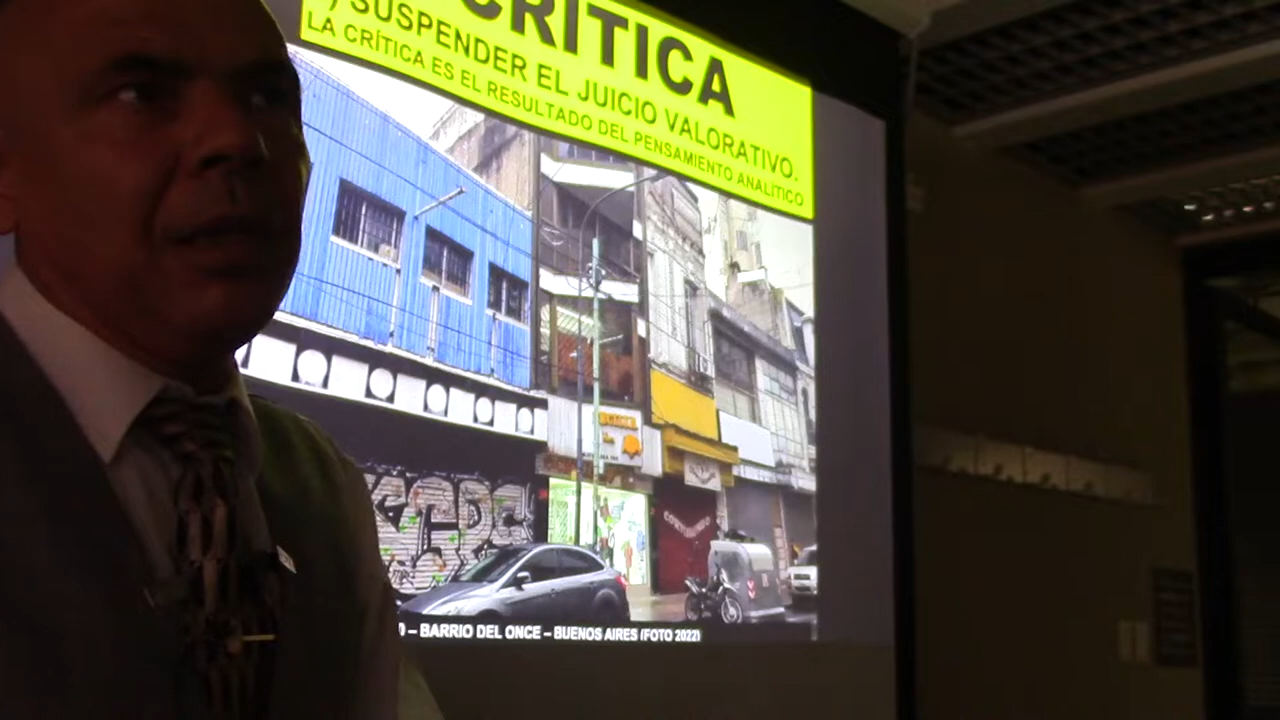 CRÍTICA
SUSPENDER EL JUICIO VALORATIVO.
LA CRÍTICA ES EL RESULTADO DEL PENSAMIENTO ANALÍTICO
– BARRIO DEL ONCE – BUENOS AIRES (FOTO 2022)